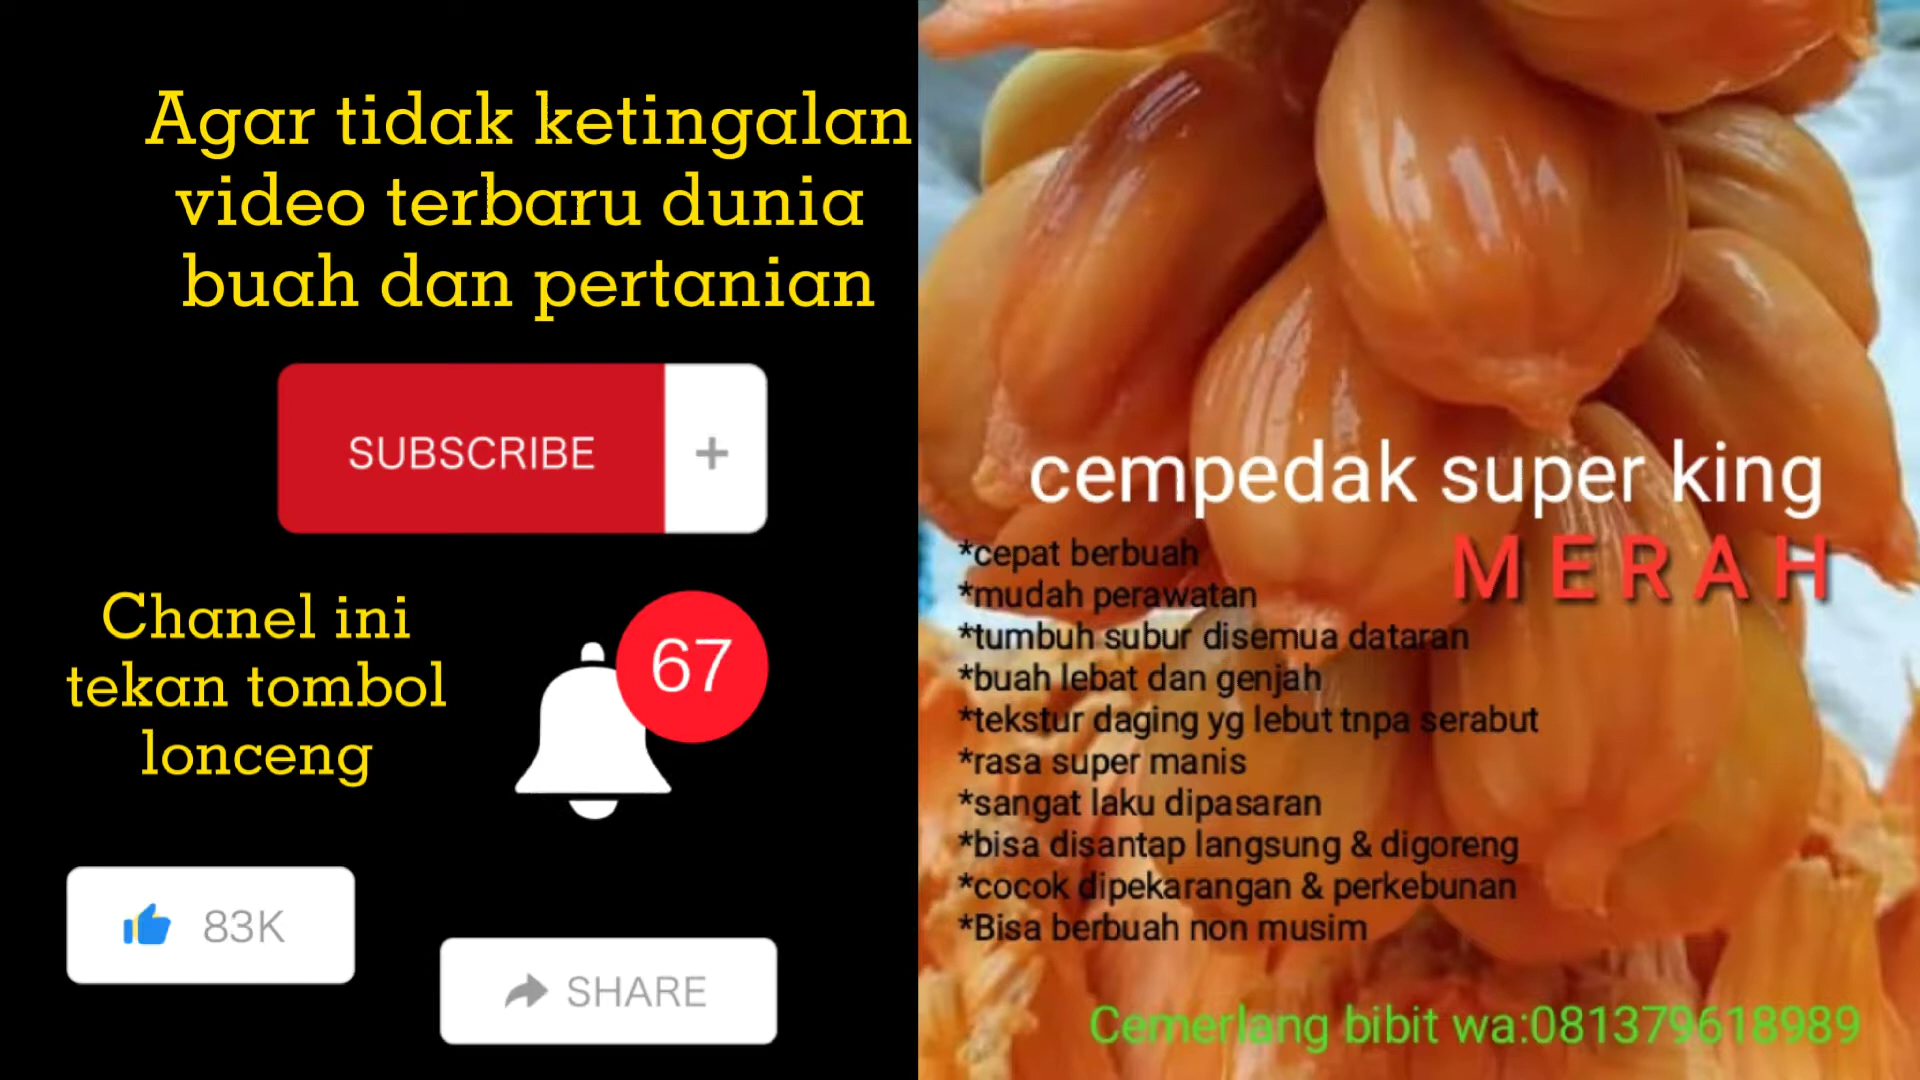 Agar tidak ketingalan
video terbaru dunia
buah dan pertanian
SUBSCRIBE +
Chanel ini
tekan tombol
lonceng
67
83K
SHARE
cempedak super king
MERAH
*cepat berbuah
*mudah perawatan
*tumbuh subur disemua dataran
*buah lebat dan genjah
*tekstur daging yg lebut tnpa serabut
*rasa super manis
*sangat laku dipasaran
*bisa disantap langsung & digoreng
*cocok dipekarangan & perkebunan
*Bisa berbuah non musim
Cemerlang bibit wa:081379618989